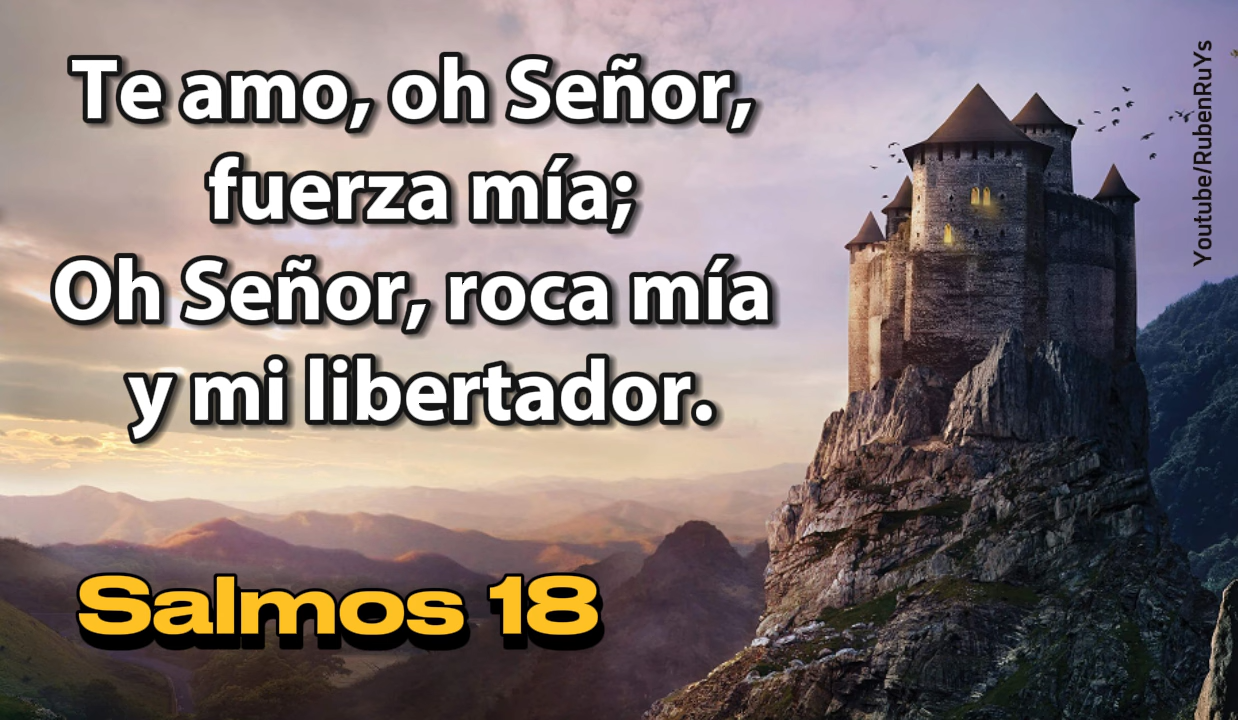 Te amo, oh Señor,
fuerza mía;
Oh Señor, roca mía
y mi libertador.
Salmos 18
Youtube/RubenRuYs